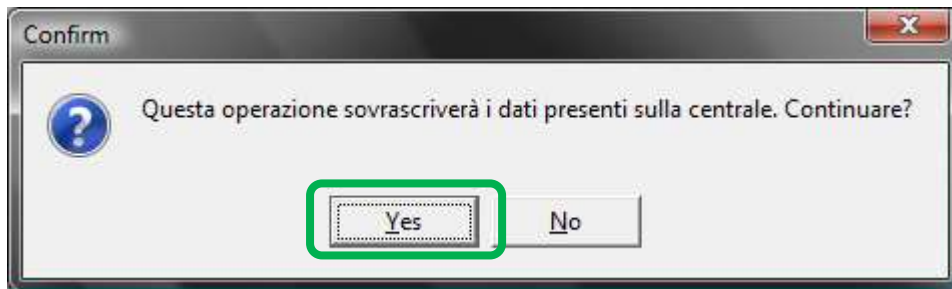 Confirm
Questa operazione sovrascriverà i dati presenti sulla centrale. Continuare?
Yes
No